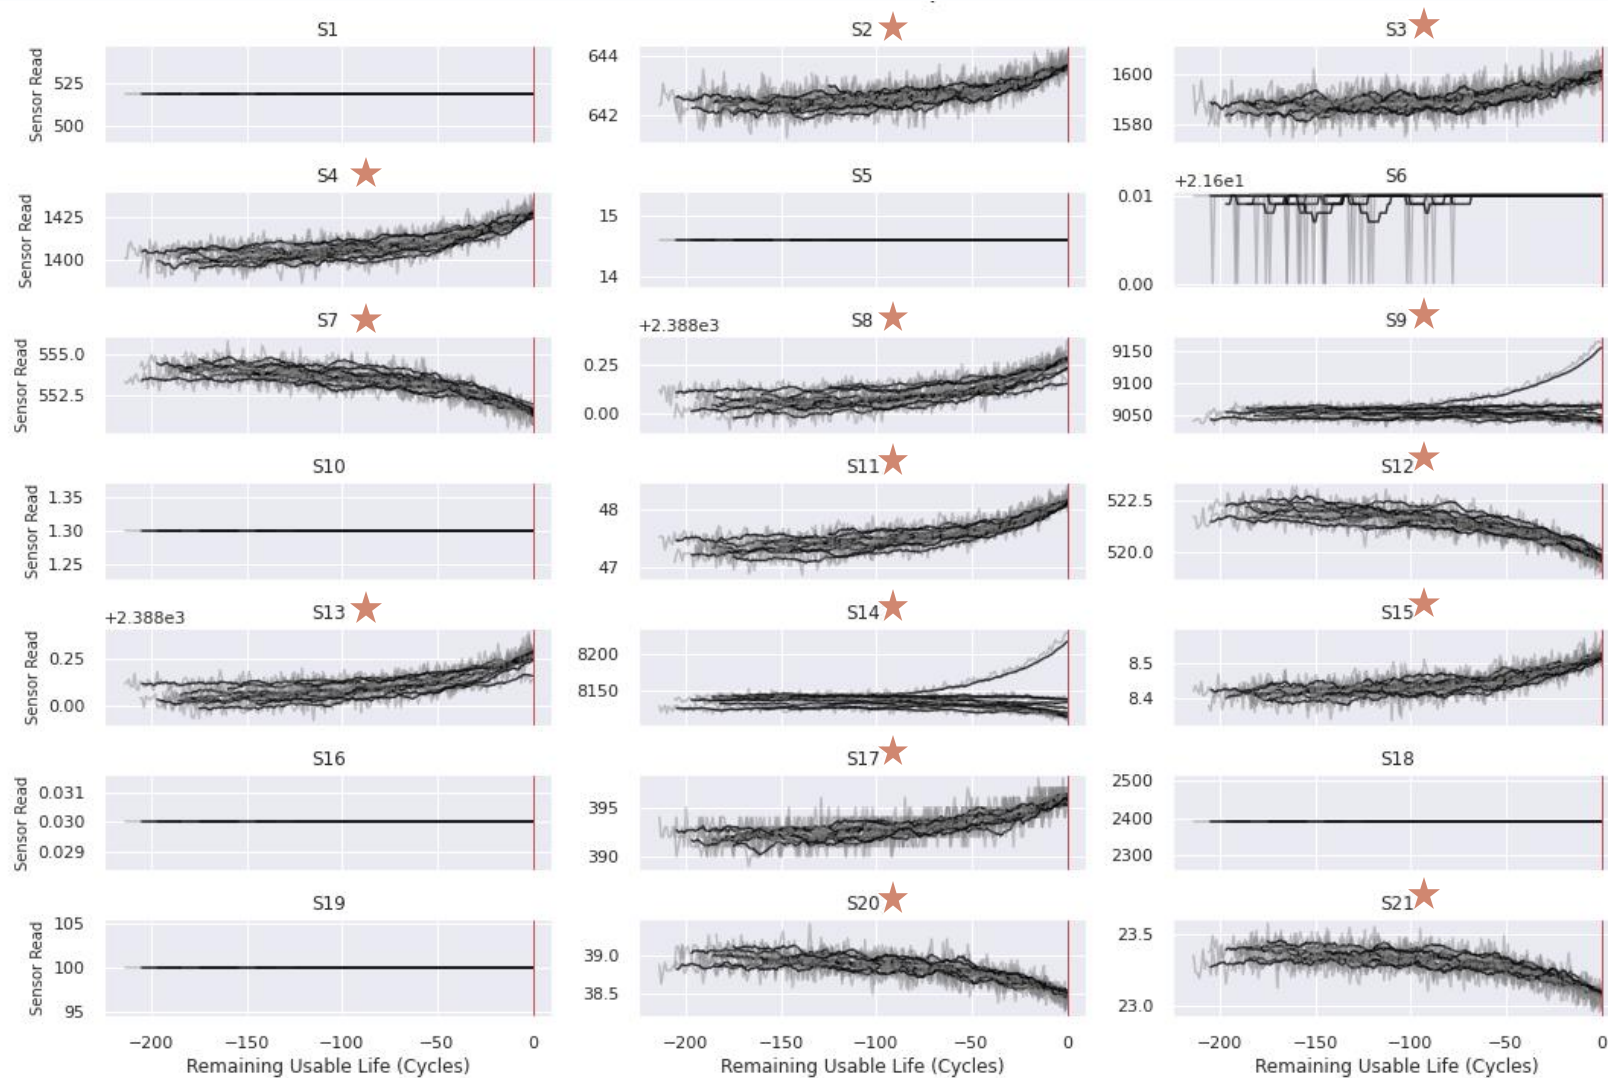 S1
S2
S3
Sensor Read
525
500
644
642
1600
1580
S4
S5
S6
Sensor Read
1425
1400
15
14
+2.16e1
0.01
0.00
S7
S8
S9
Sensor Read
555.0
552.5
+2.388e3
0.25
0.00
9150
9100
9050
S10
S11
S12
Sensor Read
1.35
1.30
1.25
48
47
522.5
520.0
S13
S14
S15
+2.388e3
Sensor Read
0.25
0.00
8200
8150
8.5
8.4
S16
S17
S18
Sensor Read
0.031
0.030
0.029
395
390
2500
2400
2300
S19
S20
S21
Sensor Read
105
100
95
39.0
38.5
23.5
23.0
−200 −150 −100 −50 0
−200 −150 −100 −50 0
−200 −150 −100 −50 0
Remaining Usable Life (Cycles)
Remaining Usable Life (Cycles)
Remaining Usable Life (Cycles)